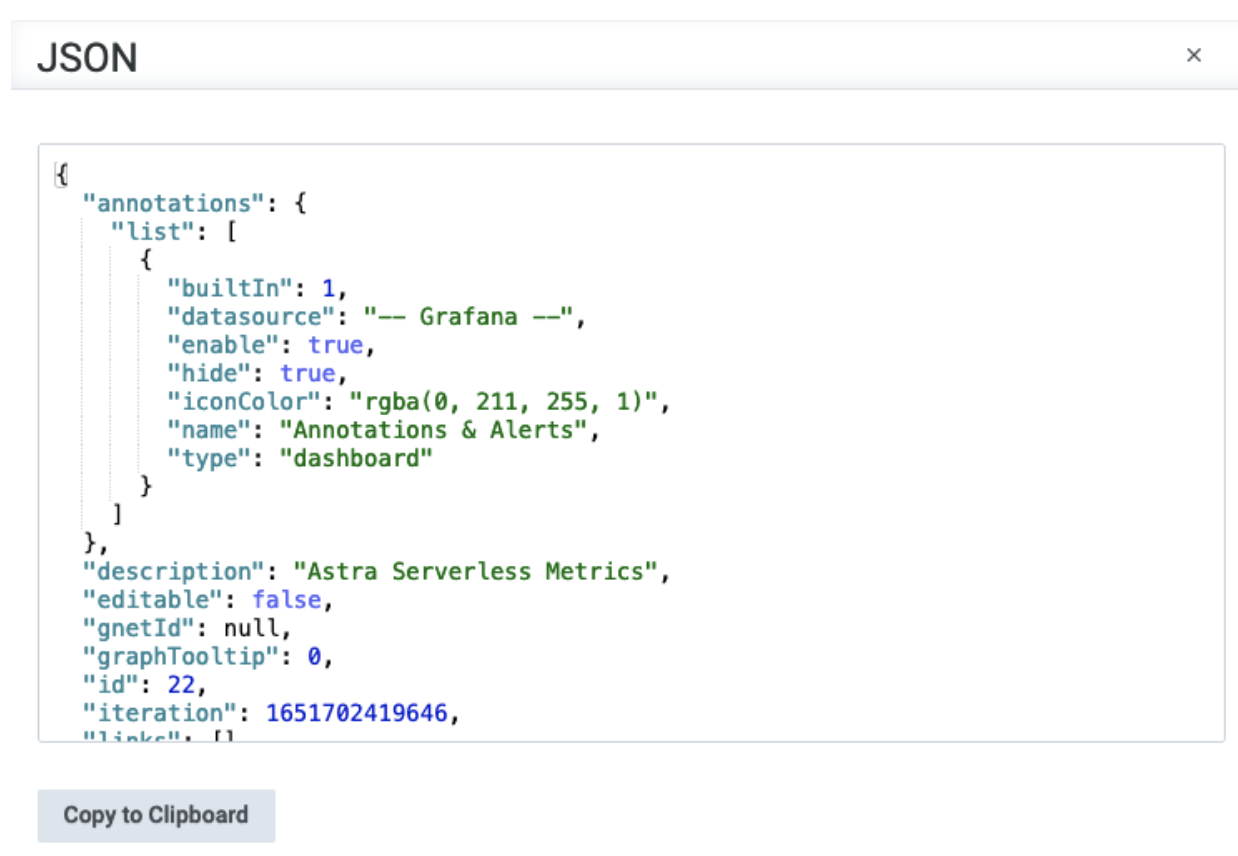 JSON
×
{
"annotations": {
"list": [
{
"builtIn": 1,
"datasource": "-- Grafana --",
"enable": true,
"hide": true,
"iconColor": "rgba(0, 211, 255, 1)",
"name": "Annotations & Alerts",
"type": "dashboard"
}
]
},
"description": "Astra Serverless Metrics",
"editable": false,
"gnetId": null,
"graphTooltip": 0,
"id": 22,
"iteration": 1651702419646,
"links": []
Copy to Clipboard